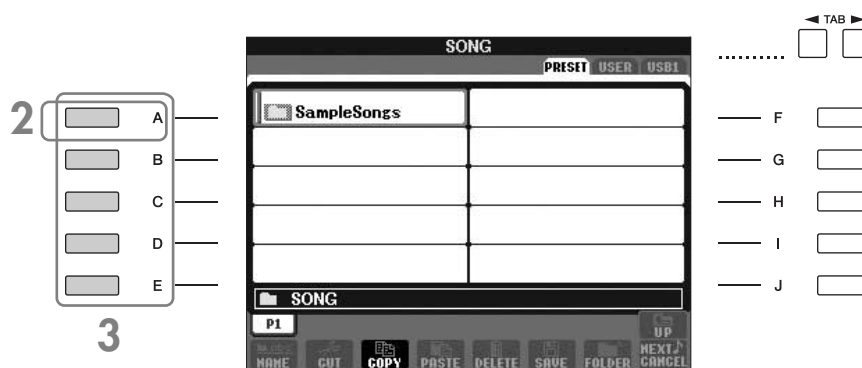 ◄ TAB ►
SONG
PRESET USER USB1
2
A
SampleSongs
F
B
G
C
H
D
I
E
J
SONG
3
P1
UP
NAME CUT COPY PASTE DELETE SAVE FOLDER NEXT♪
CANCEL